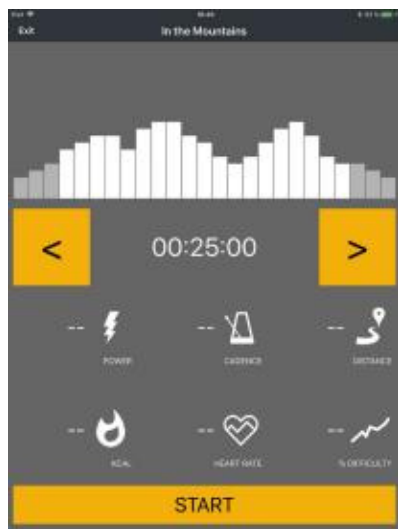 Exit
In the Mountains
<
00:25:00
>
-- POWER
-- CADENCE
-- DISTANCE
-- KCAL
-- HEART RATE
-- % DIFFICULTY
START